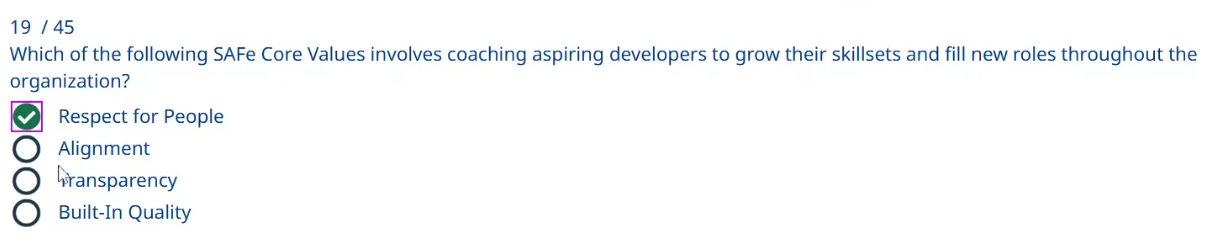 19 / 45
Which of the following SAFe Core Values involves coaching aspiring developers to grow their skillsets and fill new roles throughout the
organization?
Respect for People
Alignment
Transparency
Built-In Quality